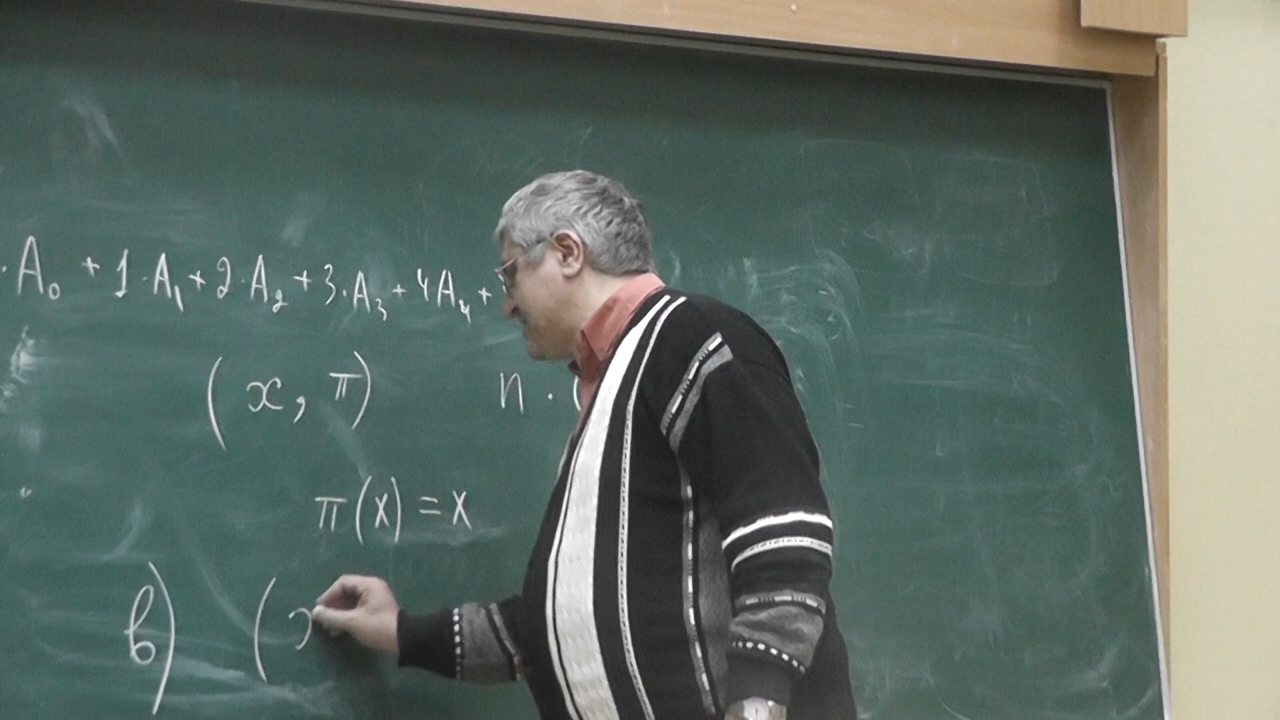 ·A₀ + 1·A₁ + 2·A₂ + 3·A₃ + 4A₄ +
(x, π) n · (
π(x) = x
в) (x